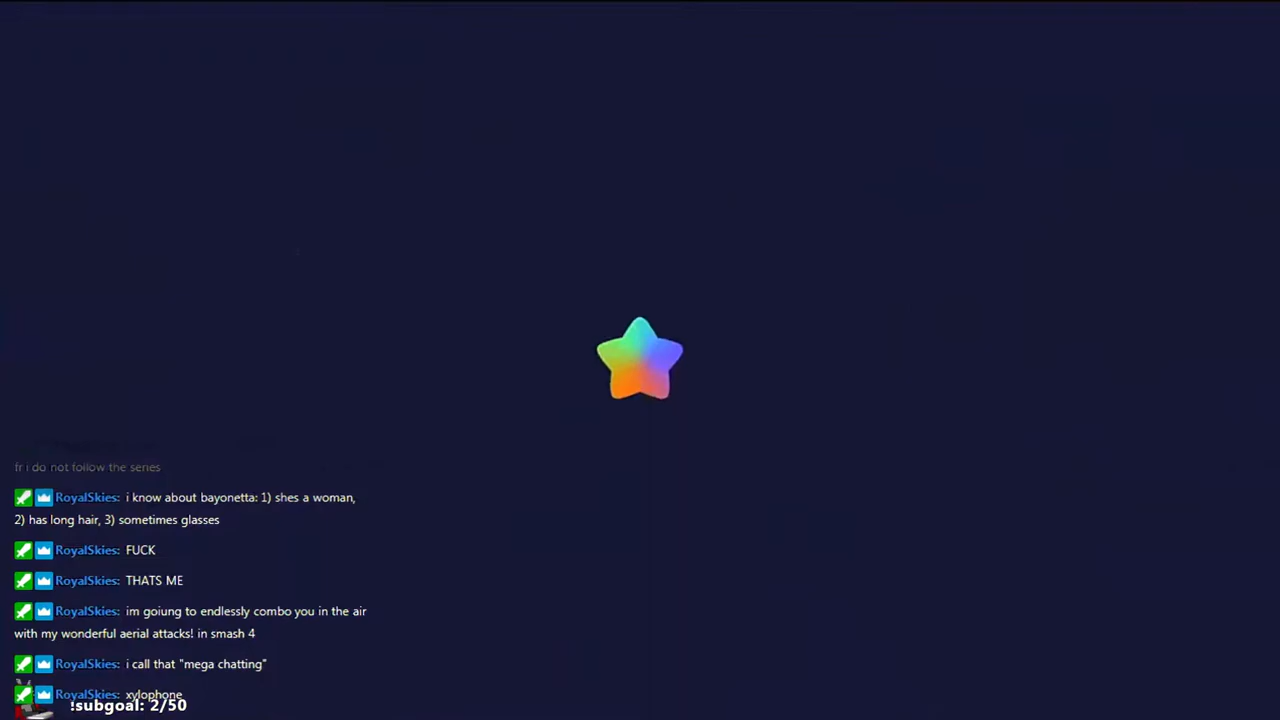 fr i do not follow the series
RoyalSkies: i know about bayonetta: 1) shes a woman,
2) has long hair, 3) sometimes glasses
RoyalSkies: FUCK
RoyalSkies: THATS ME
RoyalSkies: im goiung to endlessly combo you in the air
with my wonderful aerial attacks! in smash 4
RoyalSkies: i call that "mega chatting"
RoyalSkies: xylophone
!subgoal: 2/50